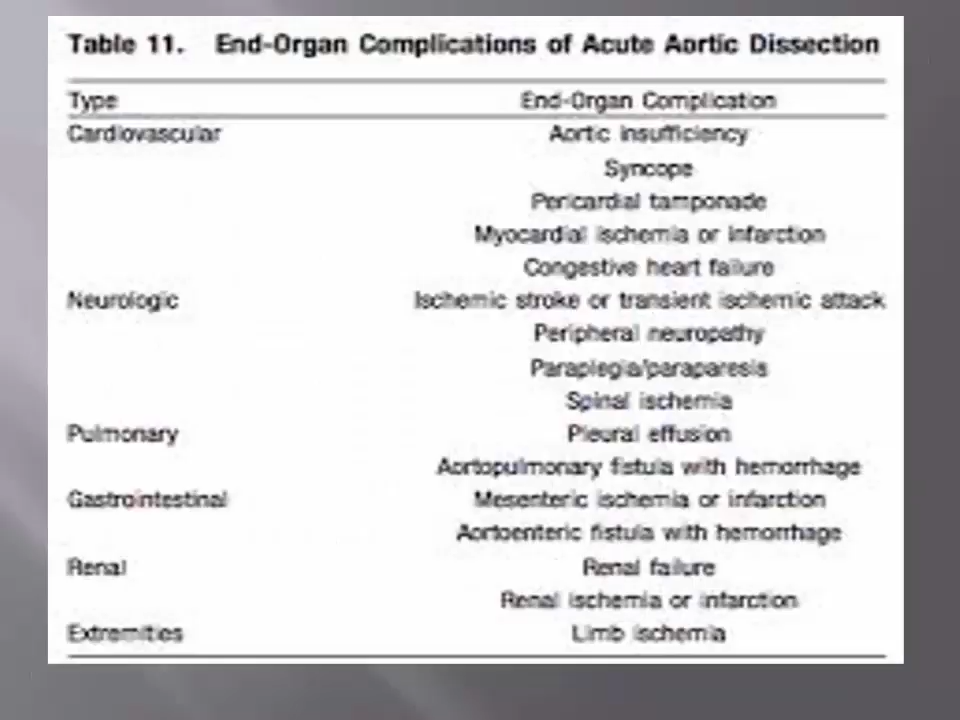 Table 11. End-Organ Complications of Acute Aortic Dissection
Type End-Organ Complication
Cardiovascular Aortic insufficiency
Syncope
Pericardial tamponade
Myocardial ischemia or infarction
Congestive heart failure
Neurologic Ischemic stroke or transient ischemic attack
Peripheral neuropathy
Paraplegia/paraparesis
Spinal ischemia
Pulmonary Pleural effusion
Aortopulmonary fistula with hemorrhage
Gastrointestinal Mesenteric ischemia or infarction
Aortoenteric fistula with hemorrhage
Renal Renal failure
Renal ischemia or infarction
Extremities Limb ischemia